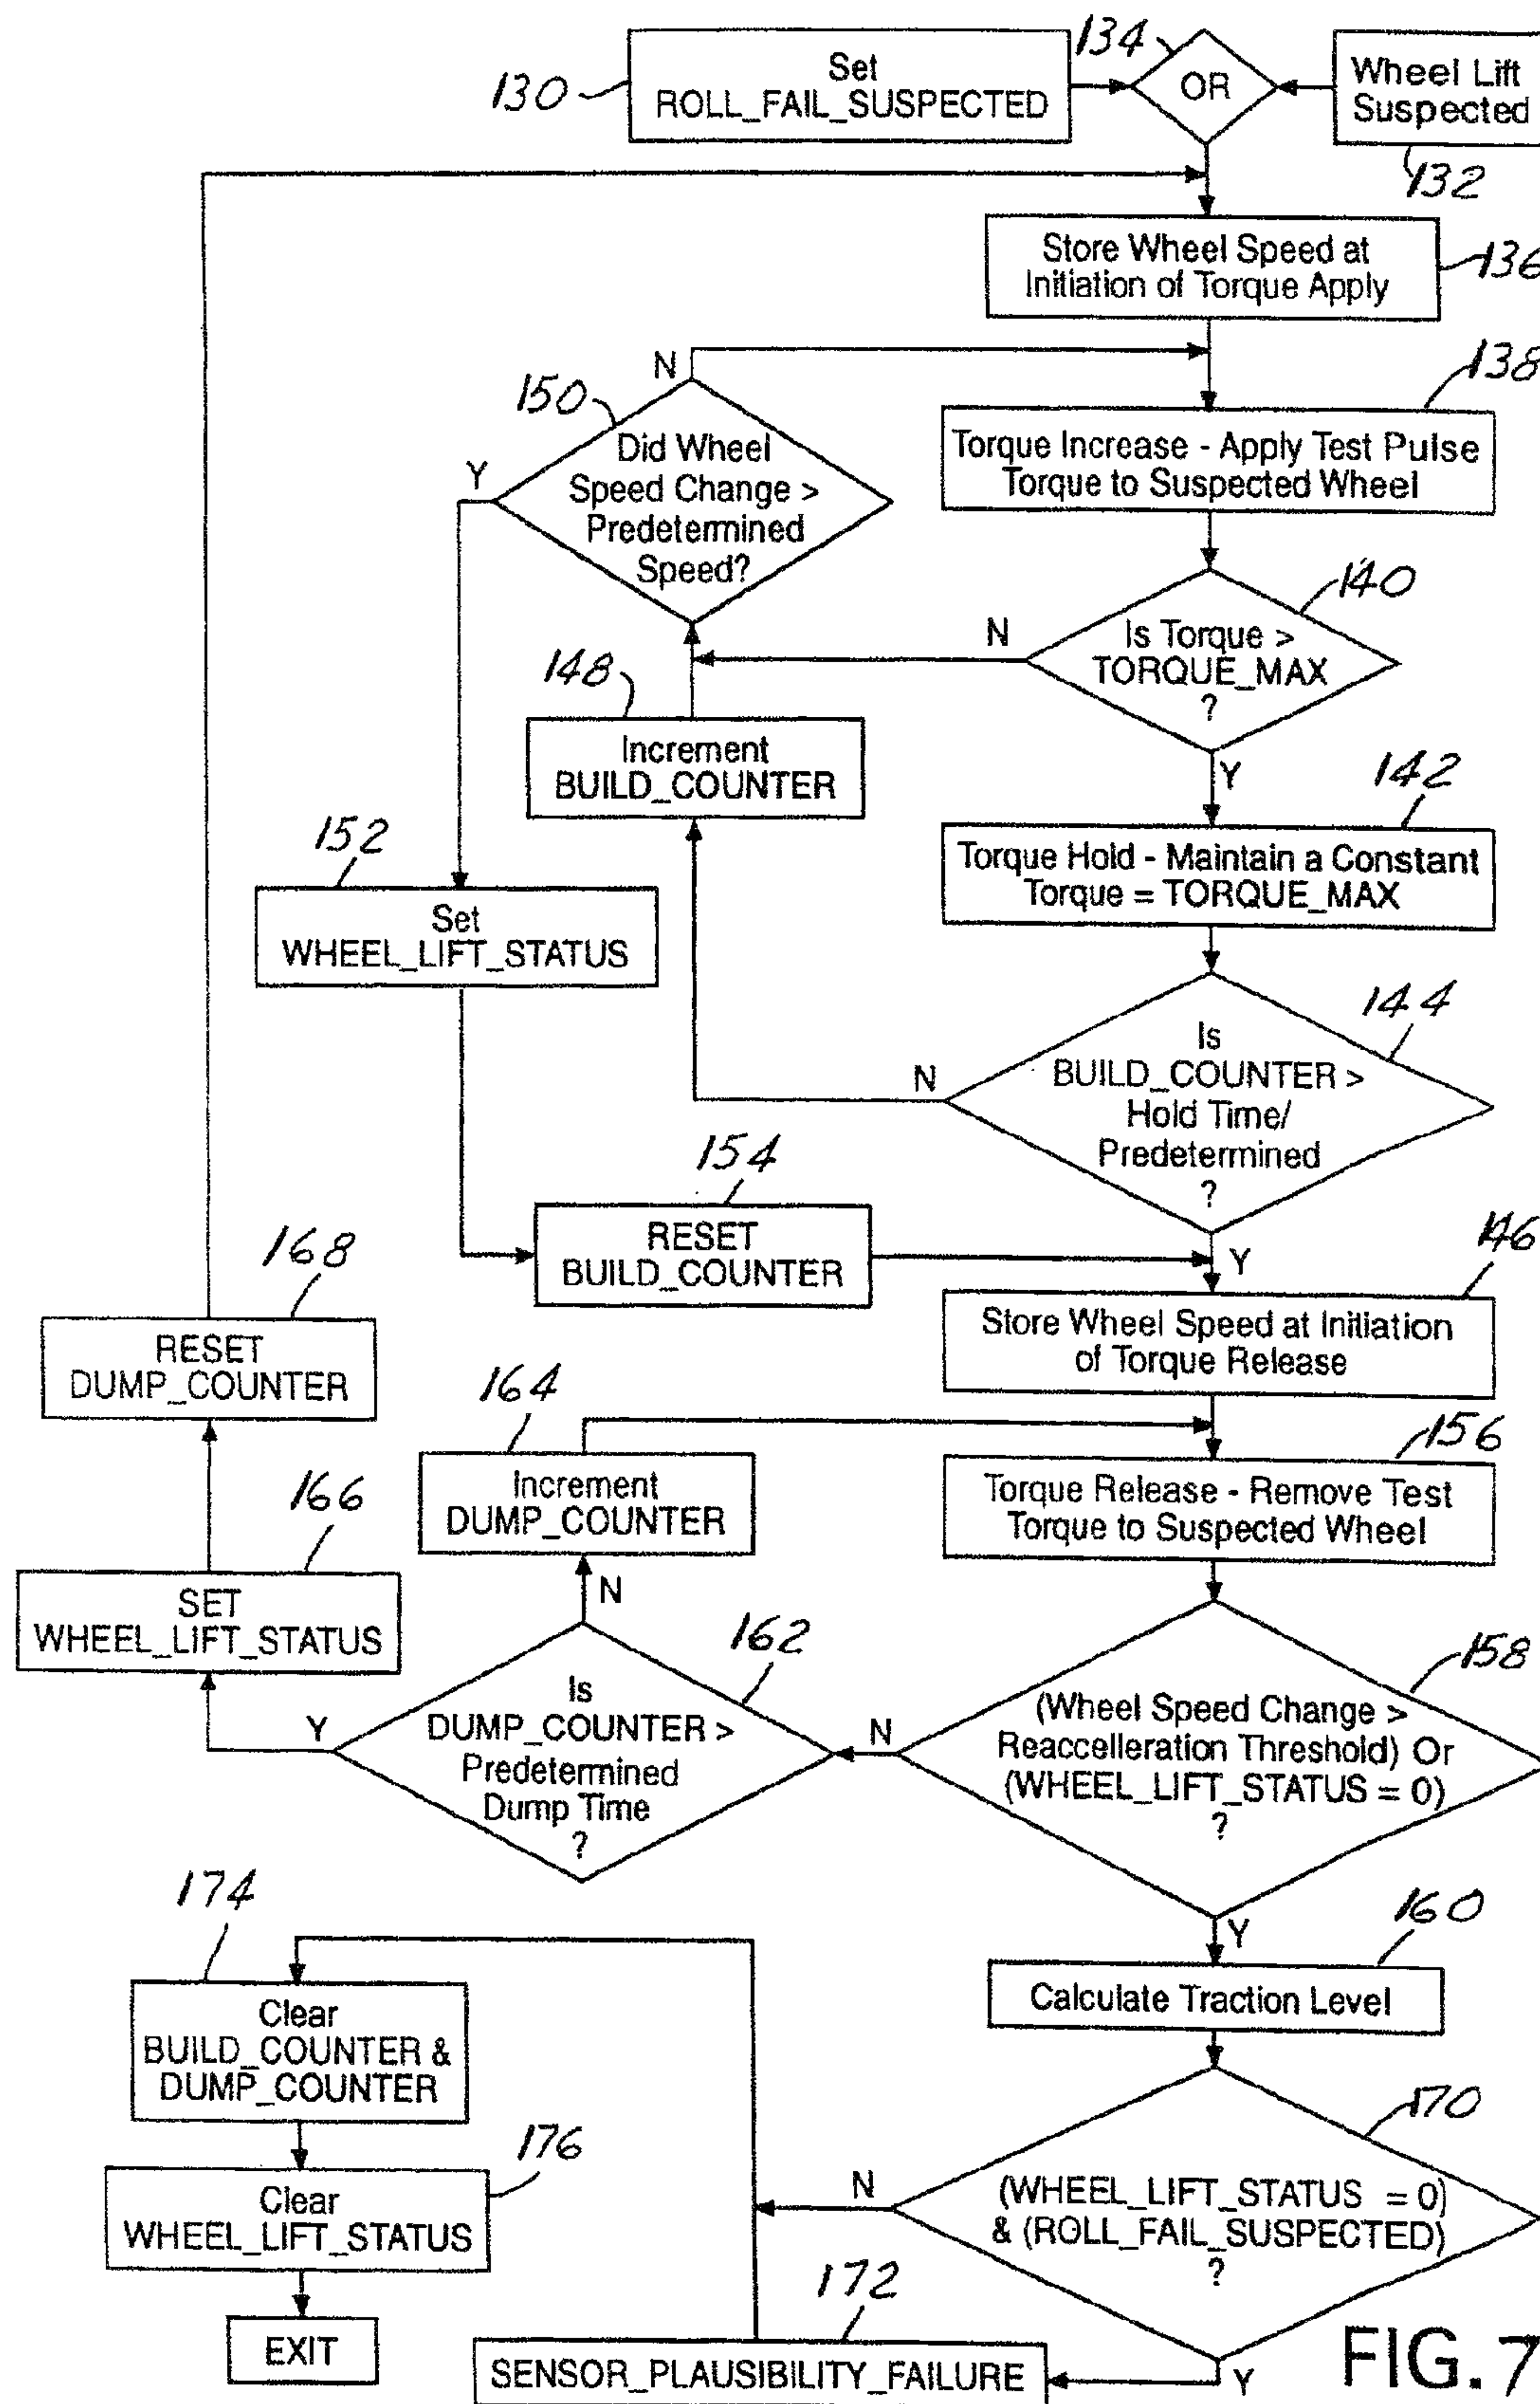 130
Set
ROLL_FAIL_SUSPECTED
134
OR
Wheel Lift
Suspected
132
Store Wheel Speed at
Initiation of Torque Apply
136
N
150
Did Wheel
Speed Change >
Predetermined
Speed?
Y
138
Torque Increase - Apply Test Pulse
Torque to Suspected Wheel
140
Is Torque >
TORQUE_MAX
?
N
Y
148
Increment
BUILD_COUNTER
142
Torque Hold - Maintain a Constant
Torque = TORQUE_MAX
152
Set
WHEEL_LIFT_STATUS
144
Is
BUILD_COUNTER >
Hold Time/
Predetermined
?
N
Y
154
RESET
BUILD_COUNTER
146
Store Wheel Speed at Initiation
of Torque Release
168
RESET
DUMP_COUNTER
164
Increment
DUMP_COUNTER
156
Torque Release - Remove Test
Torque to Suspected Wheel
166
SET
WHEEL_LIFT_STATUS
N
162
Is
DUMP_COUNTER >
Predetermined
Dump Time
?
Y
158
(Wheel Speed Change >
Reaccelleration Threshold) Or
(WHEEL_LIFT_STATUS = 0)
?
N
Y
160
Calculate Traction Level
174
Clear
BUILD_COUNTER &
DUMP_COUNTER
176
Clear
WHEEL_LIFT_STATUS
EXIT
170
(WHEEL_LIFT_STATUS = 0)
& (ROLL_FAIL_SUSPECTED)
?
N
Y
172
SENSOR_PLAUSIBILITY_FAILURE
FIG. 7